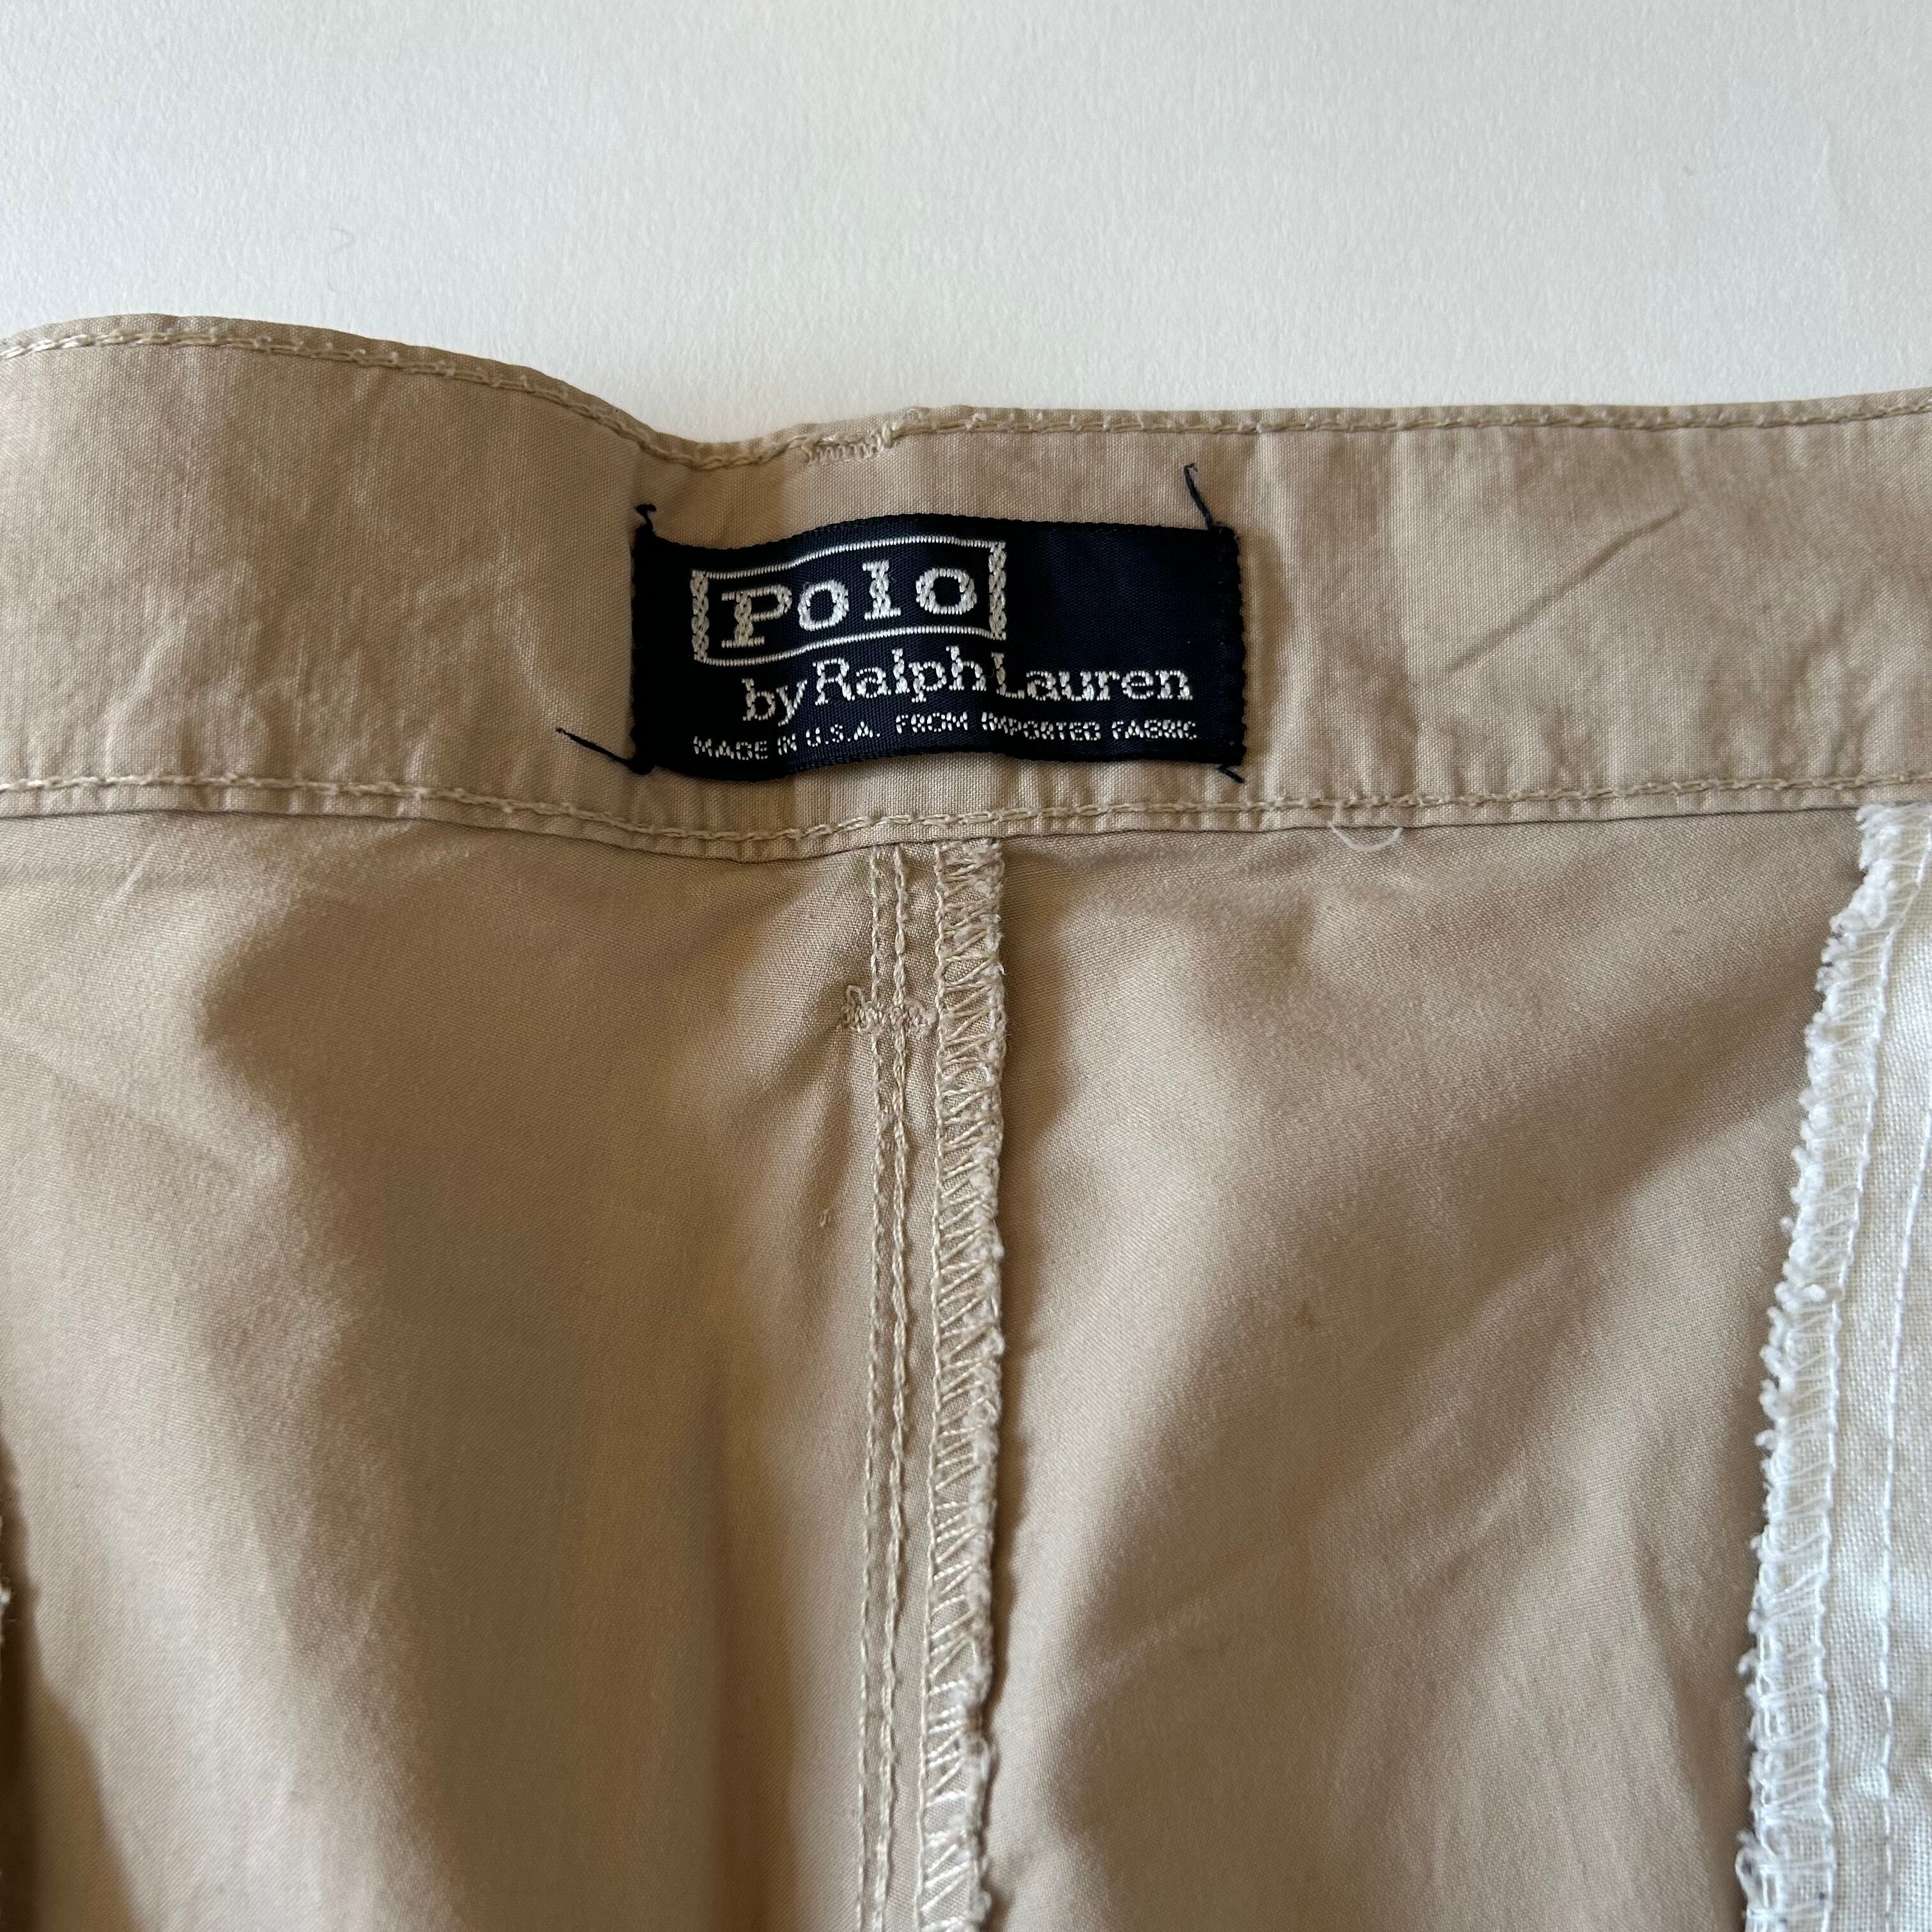 Polo
by Ralph Lauren
MADE IN U.S.A. FROM IMPORTED FABRIC